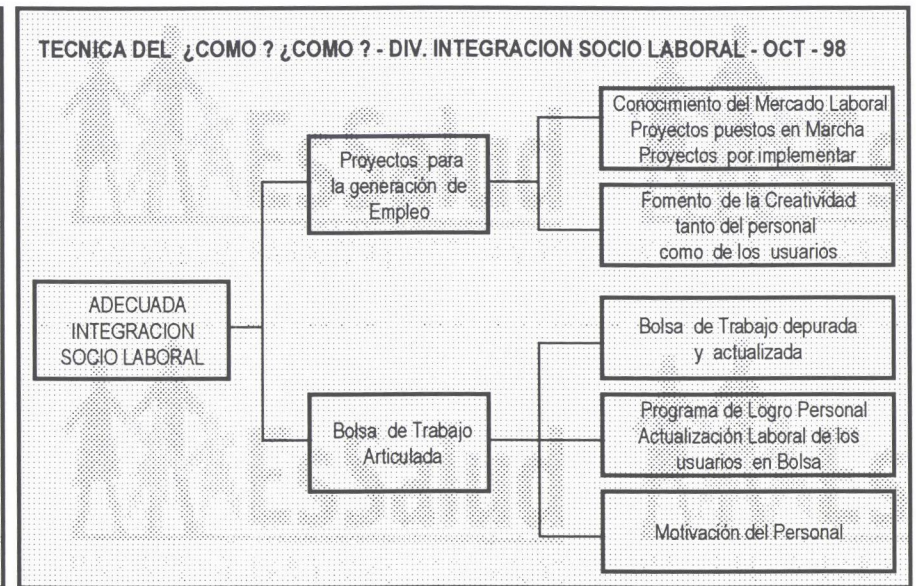 TECNICA DEL ¿COMO ? ¿COMO ? - DIV. INTEGRACION SOCIO LABORAL - OCT - 98
ADECUADA
INTEGRACION
SOCIO LABORAL
Proyectos para
la generación de
Empleo
Conocimiento del Mercado Laboral
Proyectos puestos en Marcha
Proyectos por implementar
Fomento de la Creatividad
tanto del personal
como de los usuarios
Bolsa de Trabajo
Articulada
Bolsa de Trabajo depurada
y actualizada
Programa de Logro Personal
Actualización Laboral de los
usuarios en Bolsa
Motivación del Personal
EsSalud
EsSalud
Es